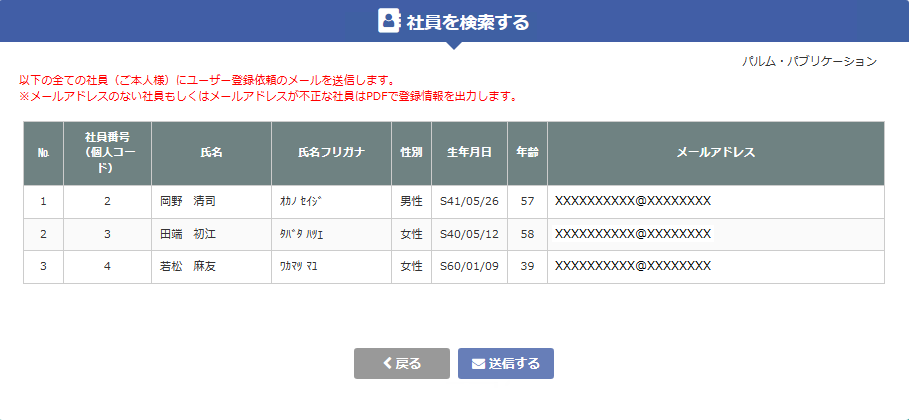 社員を検索する
パルム・パブリケーション
以下の全ての社員（ご本人様）にユーザー登録依頼のメールを送信します。
※メールアドレスのない社員もしくはメールアドレスが不正な社員はPDFで登録情報を出力します。
№ 社員番号（個人コード） 氏名 氏名フリガナ 性別 生年月日 年齢 メールアドレス
1 2 岡野　清司 ｵｶﾉ ｾｲｼﾞ 男性 S41/05/26 57 XXXXXXXXXX@XXXXXXXX
2 3 田端　初江 ﾀﾊﾞﾀ ﾊﾂｴ 女性 S40/05/12 58 XXXXXXXXXX@XXXXXXXX
3 4 若松　麻友 ﾜｶﾏﾂ ﾏﾕ 女性 S60/01/09 39 XXXXXXXXXX@XXXXXXXX
戻る 送信する